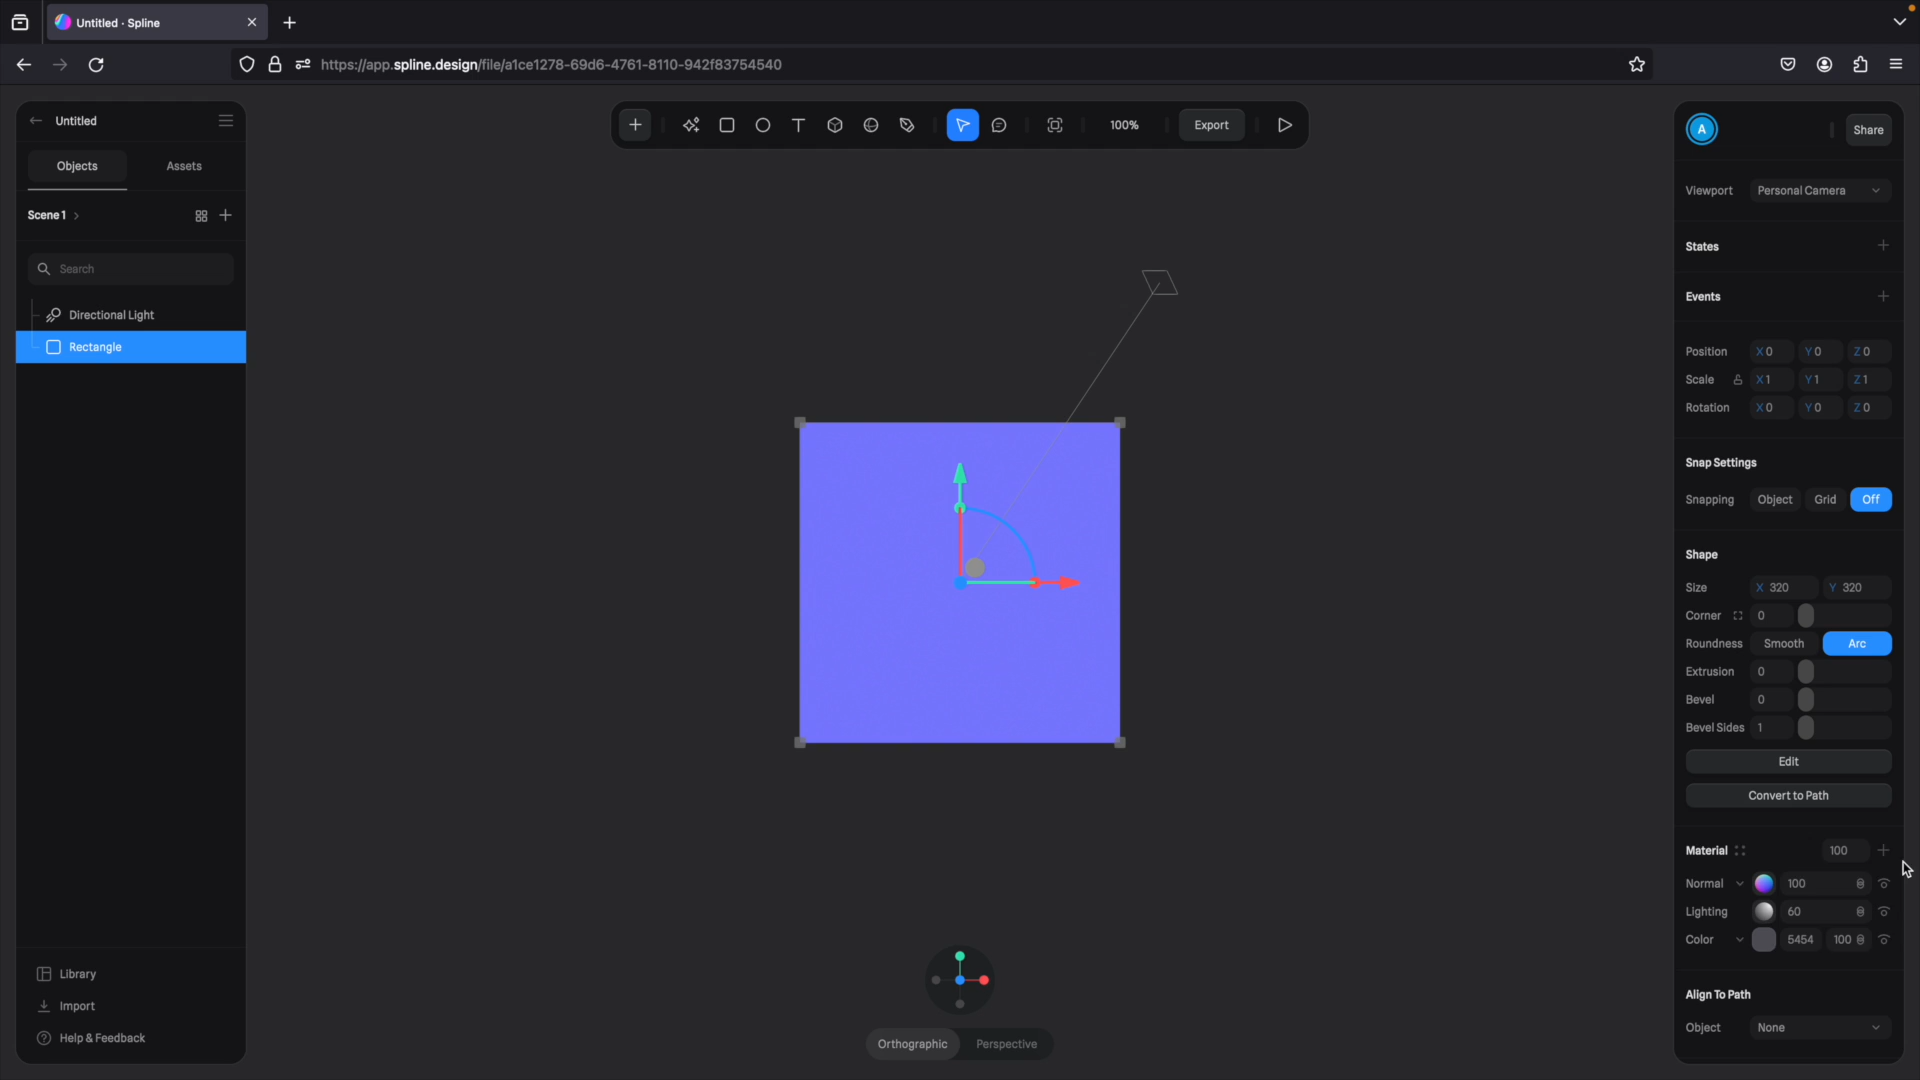 Untitled · Spline
https://app.spline.design/file/a1ce1278-69d6-4761-8110-942f83754540
Untitled
Objects
Assets
Scene 1
Search
Directional Light
Rectangle
Library
Import
Help & Feedback
T
100%
Export
Orthographic
Perspective
A
Share
Viewport
Personal Camera
States
Events
Position X 0 Y 0 Z 0
Scale X 1 Y 1 Z 1
Rotation X 0 Y 0 Z 0
Snap Settings
Snapping Object Grid Off
Shape
Size X 320 Y 320
Corner 0
Roundness Smooth Arc
Extrusion 0
Bevel 0
Bevel Sides 1
Edit
Convert to Path
Material 100
Normal 100
Lighting 60
Color 5454 100
Align To Path
Object None